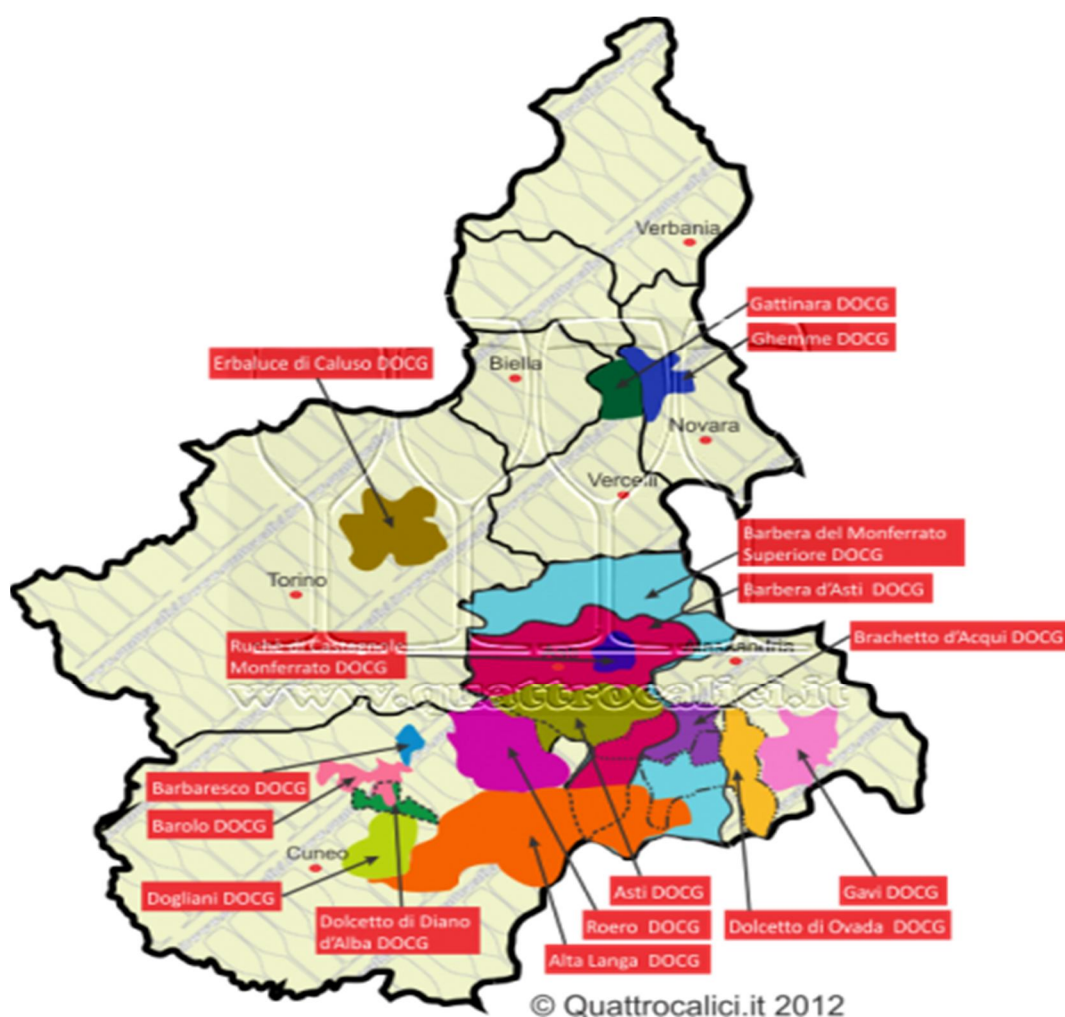 Verbania
Gattinara DOCG
Ghemme DOCG
Erbaluce di Caluso DOCG
Biella
Novara
Vercelli
Barbera del Monferrato
Superiore DOCG
Torino
Barbera d'Asti DOCG
Brachetto d'Acqui DOCG
Ruchè di Castagnole
Monferrato DOCG
www.quattrocalici.it
Barbaresco DOCG
Barolo DOCG
Cuneo
Dogliani DOCG
Dolcetto di Diano
d'Alba DOCG
Asti DOCG
Gavi DOCG
Roero DOCG
Dolcetto di Ovada DOCG
Alta Langa DOCG
© Quattrocalici.it 2012